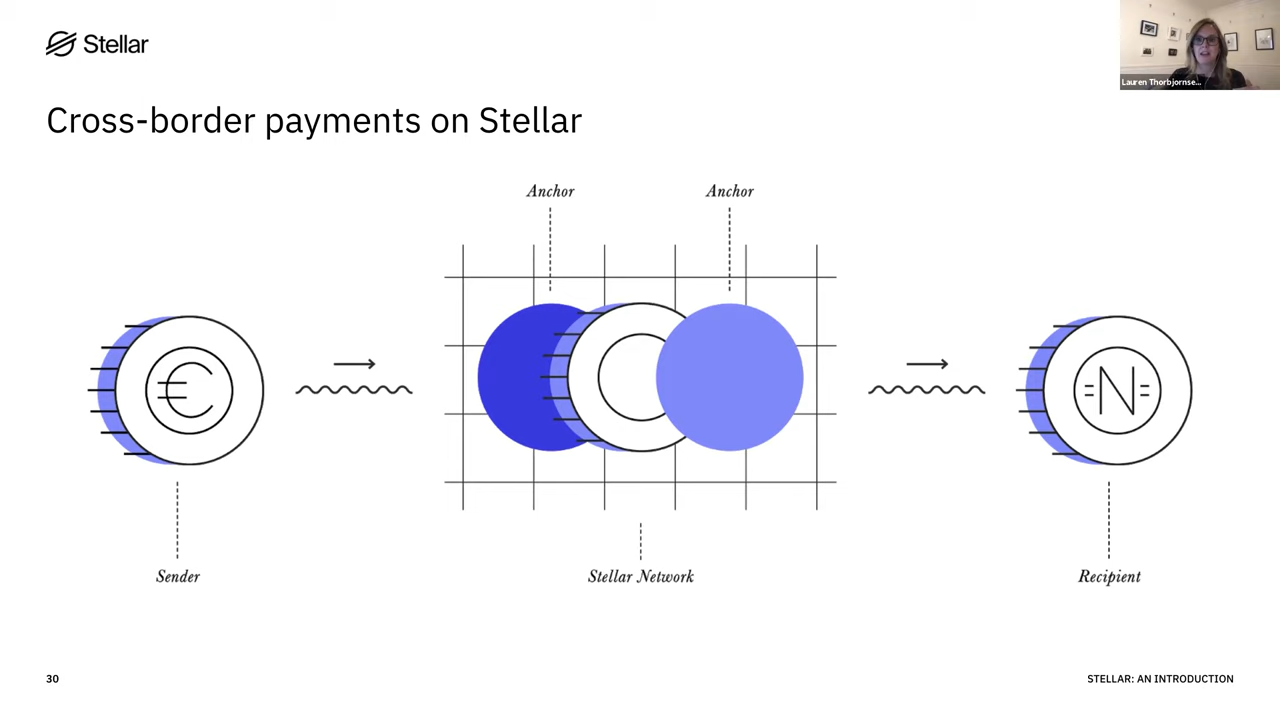 Stellar
Lauren Thorbjornse...
Cross-border payments on Stellar
Anchor
Anchor
€
N
Sender
Stellar Network
Recipient
30
STELLAR: AN INTRODUCTION